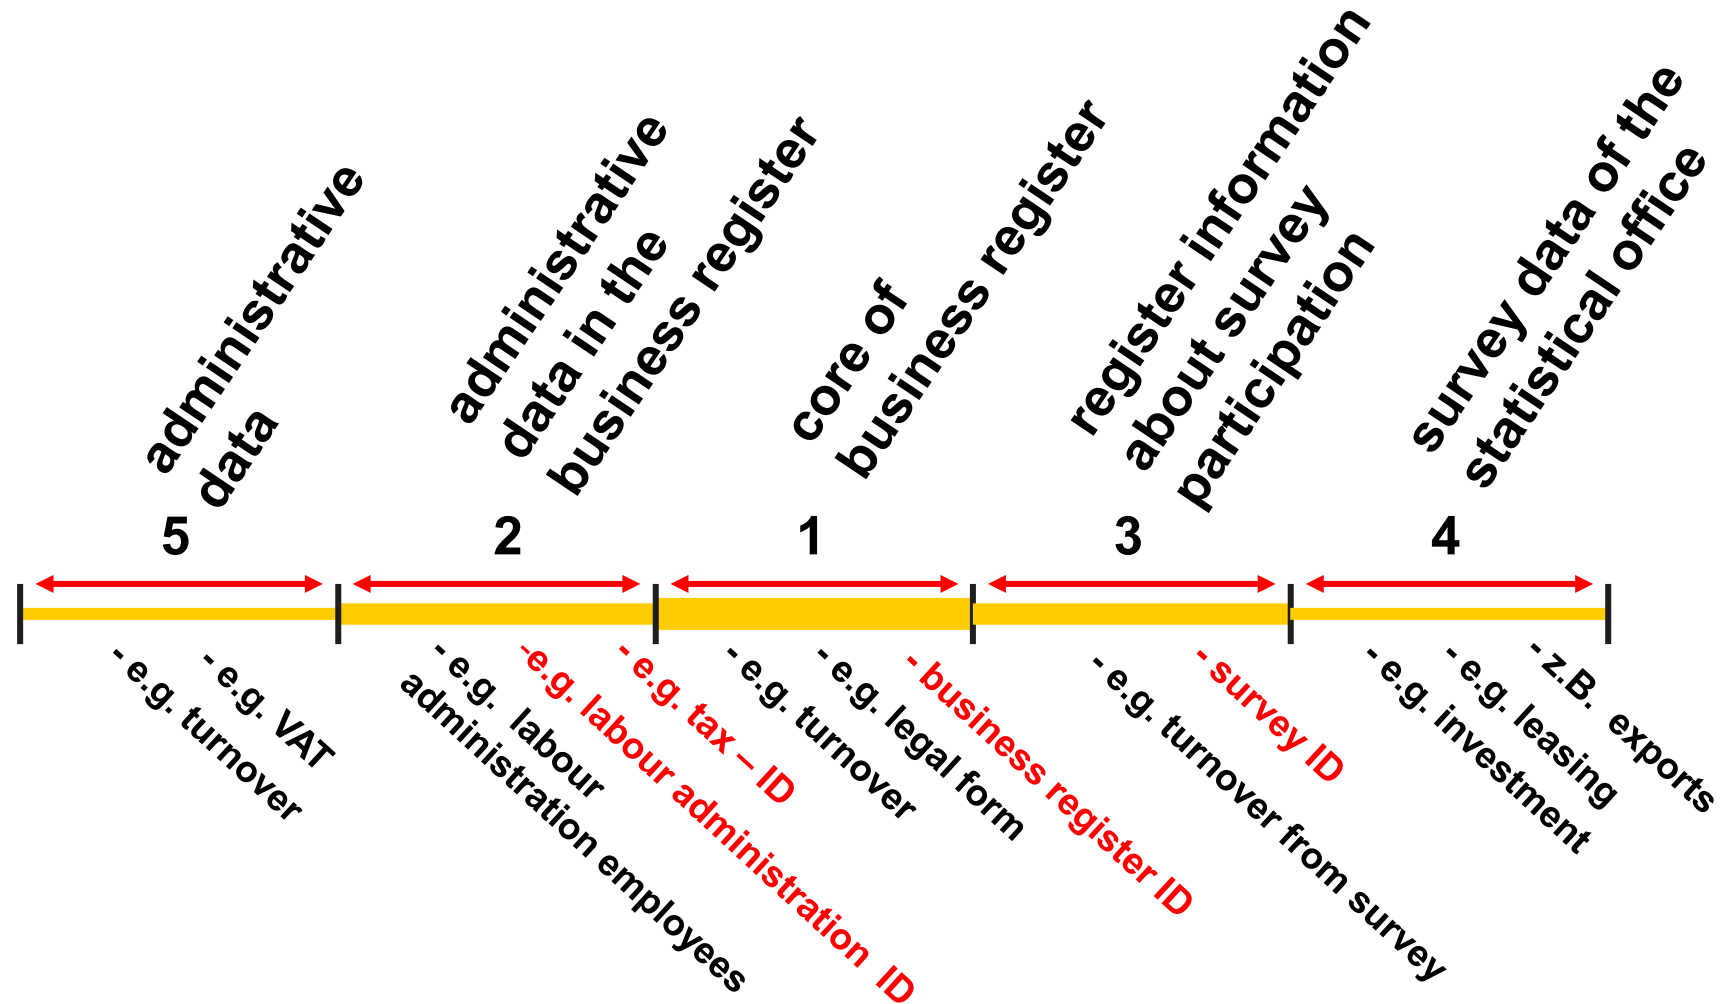 administrative
data
administrative
data in the
business register
core of
business register
register information
about survey
participation
survey data of the
statistical office
5
2
1
3
4
- e.g. turnover
- e.g. VAT
- e.g. labour
administration employees
-e.g. labour administration ID
- e.g. tax – ID
- e.g. turnover
- e.g. legal form
- business register ID
- e.g. turnover from survey
- survey ID
- e.g. investment
- e.g. leasing
- z.B. exports